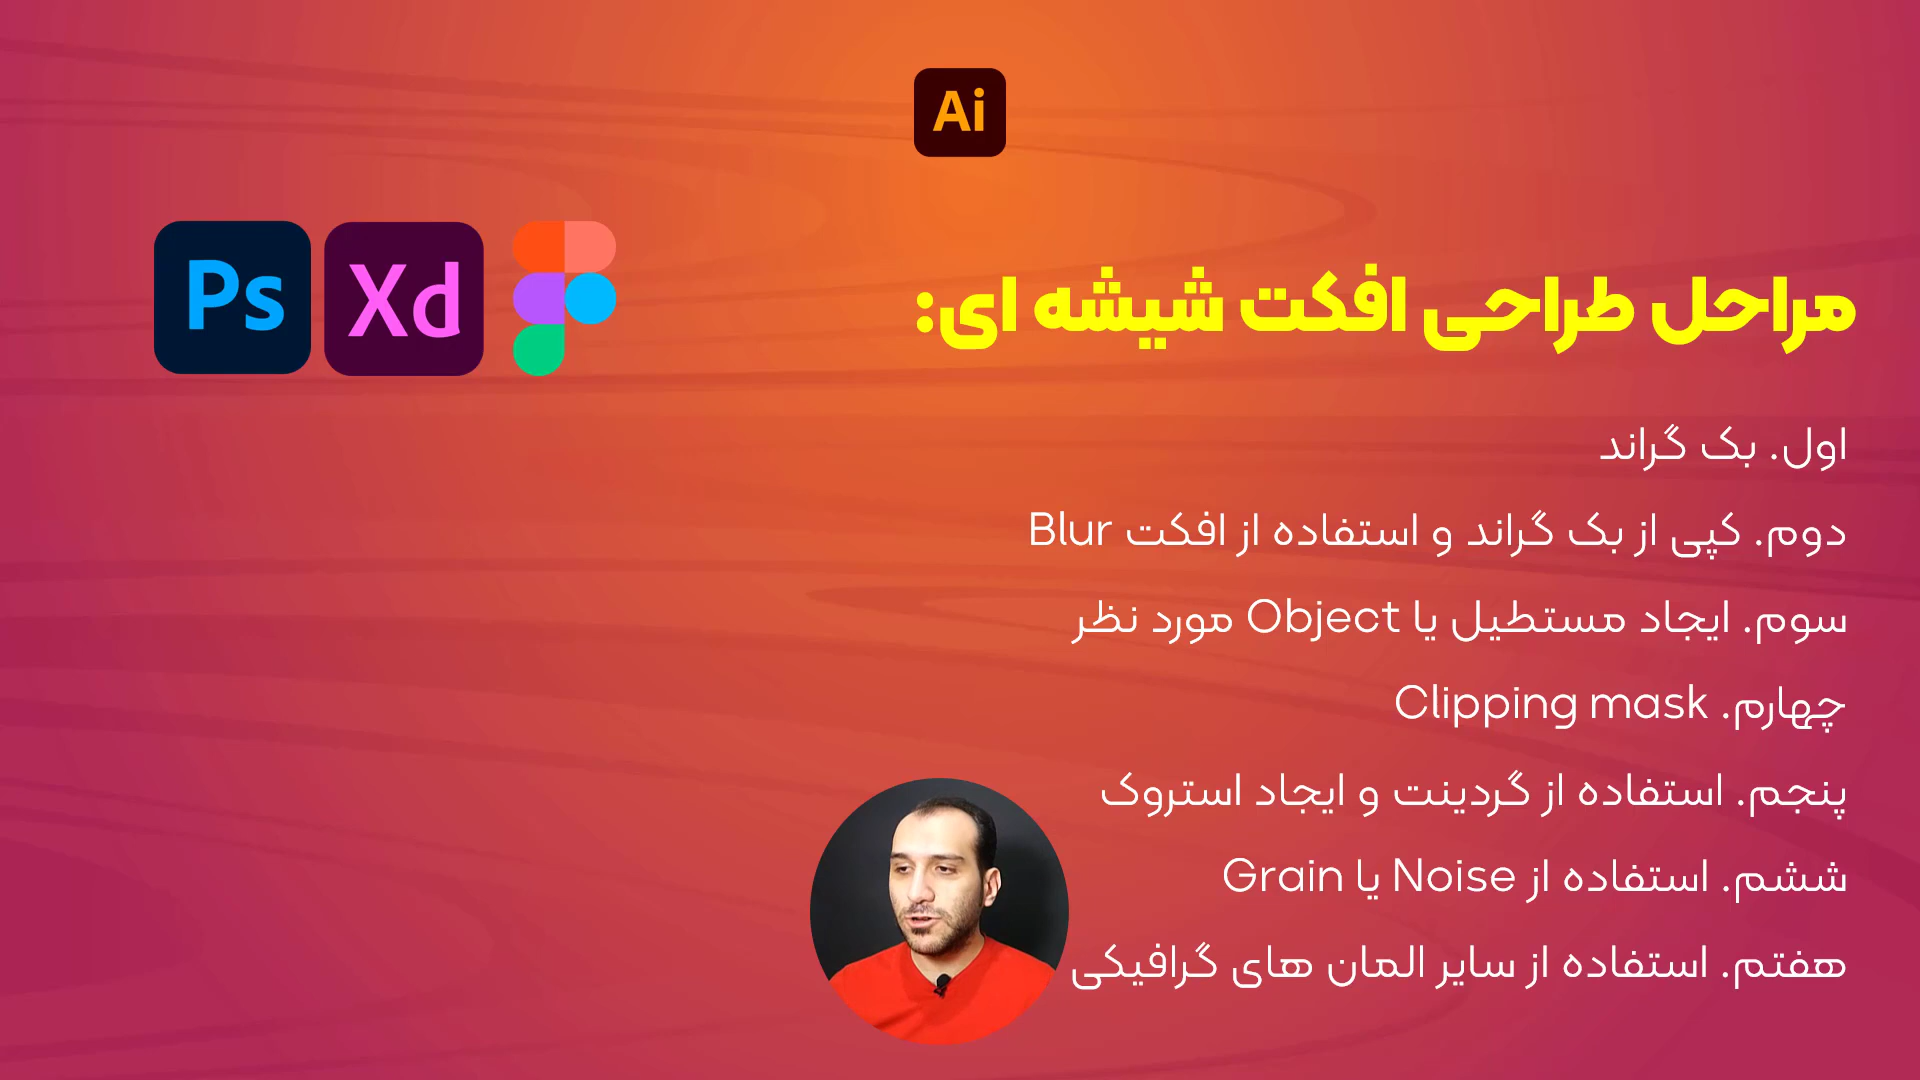 Ai
Ps Xd
مراحل طراحی افکت شیشه ای:
اول. بک گراند
دوم. کپی از بک گراند و استفاده از افکت Blur
سوم. ایجاد مستطیل یا Object مورد نظر
چهارم. Clipping mask
پنجم. استفاده از گردینت و ایجاد استروک
ششم. استفاده از Noise یا Grain
هفتم. استفاده از سایر المان های گرافیکی